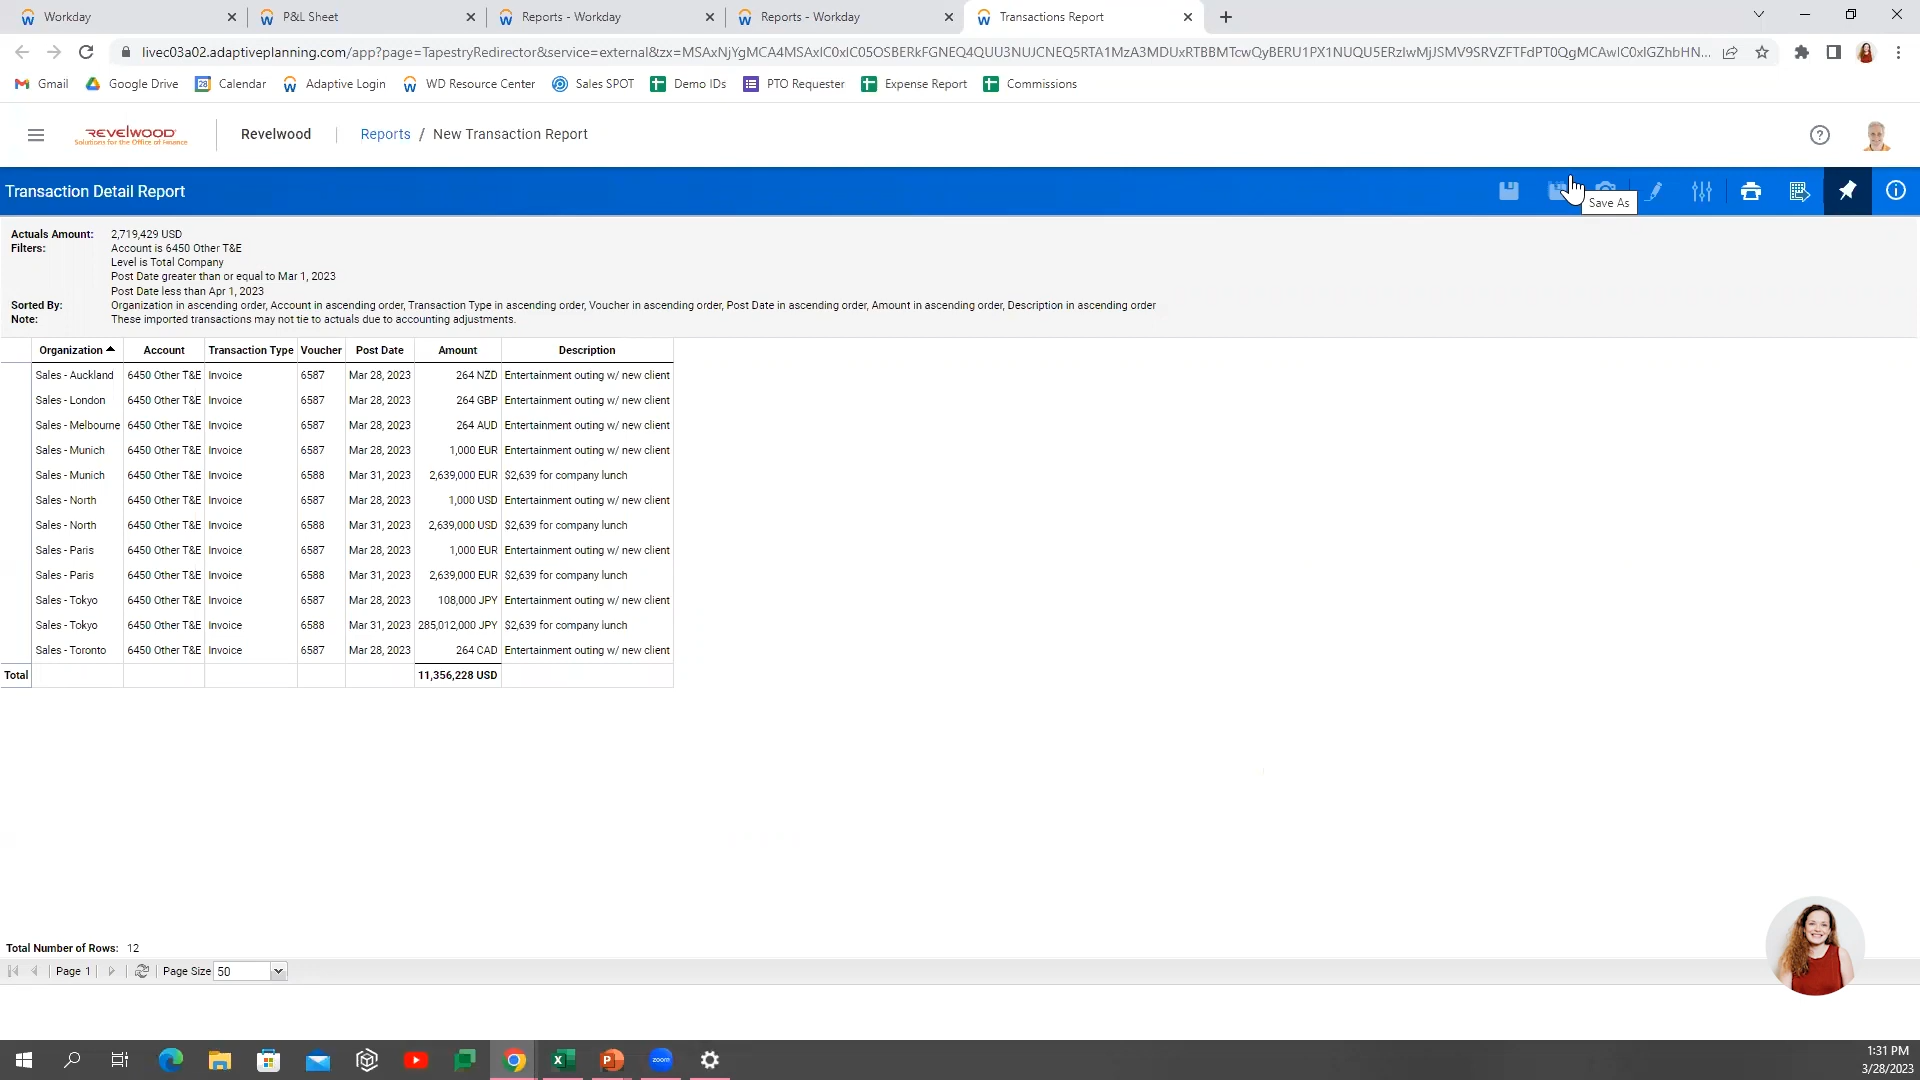 Workday
P&L Sheet
Reports - Workday
Reports - Workday
Transactions Report
Gmail
Google Drive
28
Calendar
Adaptive Login
WD Resource Center
Sales SPOT
Demo IDs
PTO Requester
Expense Report
Commissions
REVELWOOD
Solutions for the Office of Finance
Revelwood
Reports / New Transaction Report
Transaction Detail Report
Save As
Actuals Amount: 2,719,429 USD
Filters: Account is 6450 Other T&E
Level is Total Company
Post Date greater than or equal to Mar 1, 2023
Post Date less than Apr 1, 2023
Sorted By: Organization in ascending order, Account in ascending order, Transaction Type in ascending order, Voucher in ascending order, Post Date in ascending order, Amount in ascending order, Description in ascending order
Note: These imported transactions may not tie to actuals due to accounting adjustments.
Organization Account Transaction Type Voucher Post Date Amount Description
Sales - Auckland 6450 Other T&E Invoice 6587 Mar 28, 2023 264 NZD Entertainment outing w/ new client
Sales - London 6450 Other T&E Invoice 6587 Mar 28, 2023 264 GBP Entertainment outing w/ new client
Sales - Melbourne 6450 Other T&E Invoice 6587 Mar 28, 2023 264 AUD Entertainment outing w/ new client
Sales - Munich 6450 Other T&E Invoice 6587 Mar 28, 2023 1,000 EUR Entertainment outing w/ new client
Sales - Munich 6450 Other T&E Invoice 6588 Mar 31, 2023 2,639,000 EUR $2,639 for company lunch
Sales - North 6450 Other T&E Invoice 6587 Mar 28, 2023 1,000 USD Entertainment outing w/ new client
Sales - North 6450 Other T&E Invoice 6588 Mar 31, 2023 2,639,000 USD $2,639 for company lunch
Sales - Paris 6450 Other T&E Invoice 6587 Mar 28, 2023 1,000 EUR Entertainment outing w/ new client
Sales - Paris 6450 Other T&E Invoice 6588 Mar 31, 2023 2,639,000 EUR $2,639 for company lunch
Sales - Tokyo 6450 Other T&E Invoice 6587 Mar 28, 2023 108,000 JPY Entertainment outing w/ new client
Sales - Tokyo 6450 Other T&E Invoice 6588 Mar 31, 2023 285,012,000 JPY $2,639 for company lunch
Sales - Toronto 6450 Other T&E Invoice 6587 Mar 28, 2023 264 CAD Entertainment outing w/ new client
Total 11,356,228 USD
Total Number of Rows: 12
Page 1 Page Size 50
zoom
1:31 PM
3/28/2023